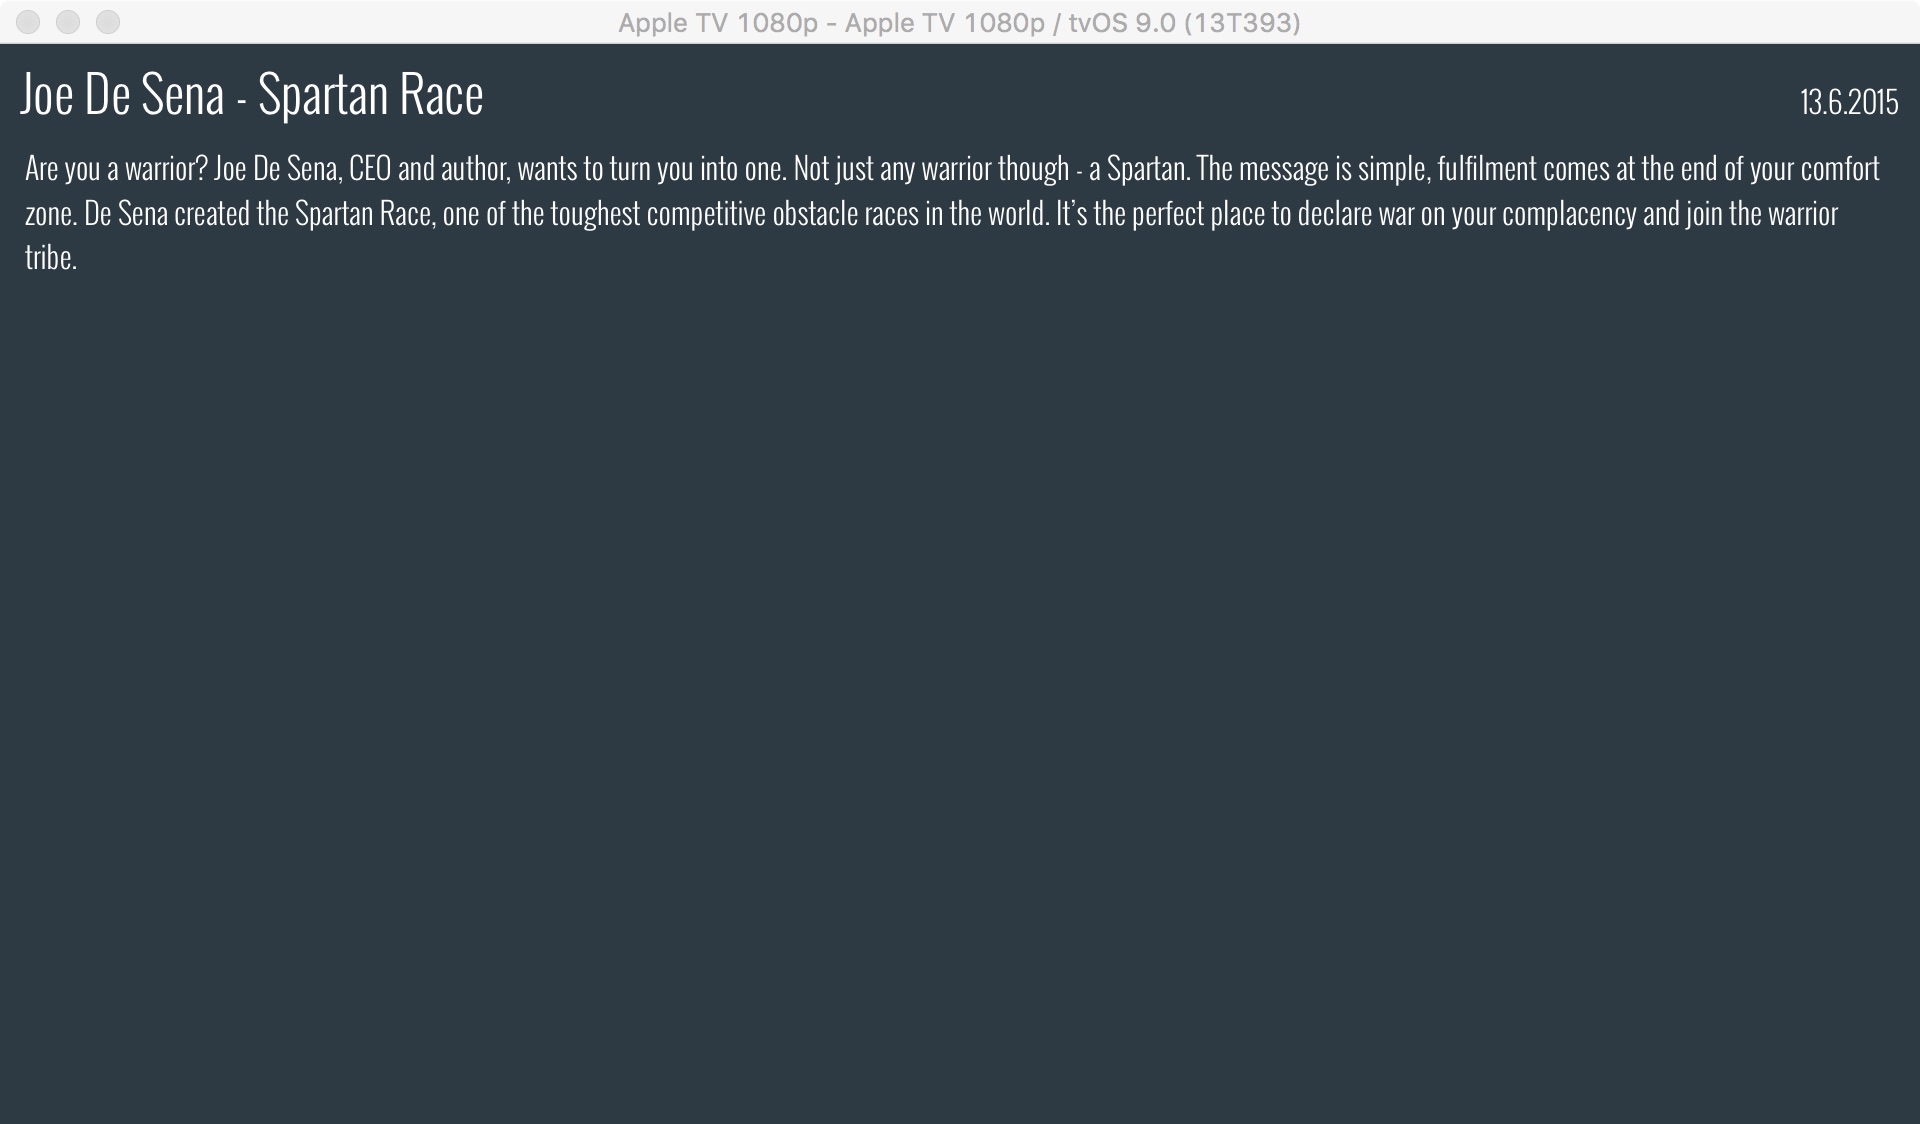 Apple TV 1080p - Apple TV 1080p / tvOS 9.0 (13T393)
Joe De Sena - Spartan Race
13.6.2015
Are you a warrior? Joe De Sena, CEO and author, wants to turn you into one. Not just any warrior though - a Spartan. The message is simple, fulfilment comes at the end of your comfort
zone. De Sena created the Spartan Race, one of the toughest competitive obstacle races in the world. It’s the perfect place to declare war on your complacency and join the warrior
tribe.